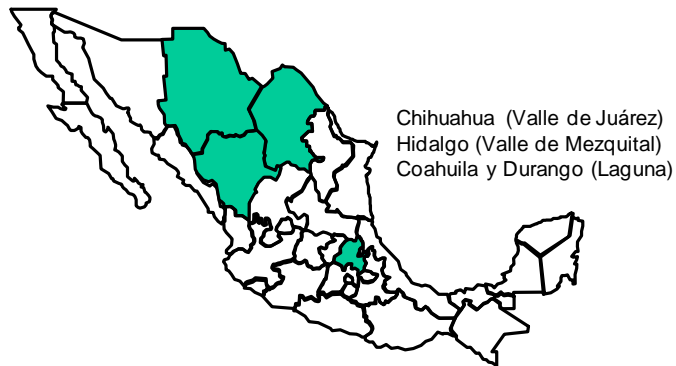 Chihuahua (Valle de Juárez)
Hidalgo (Valle de Mezquital)
Coahuila y Durango (Laguna)